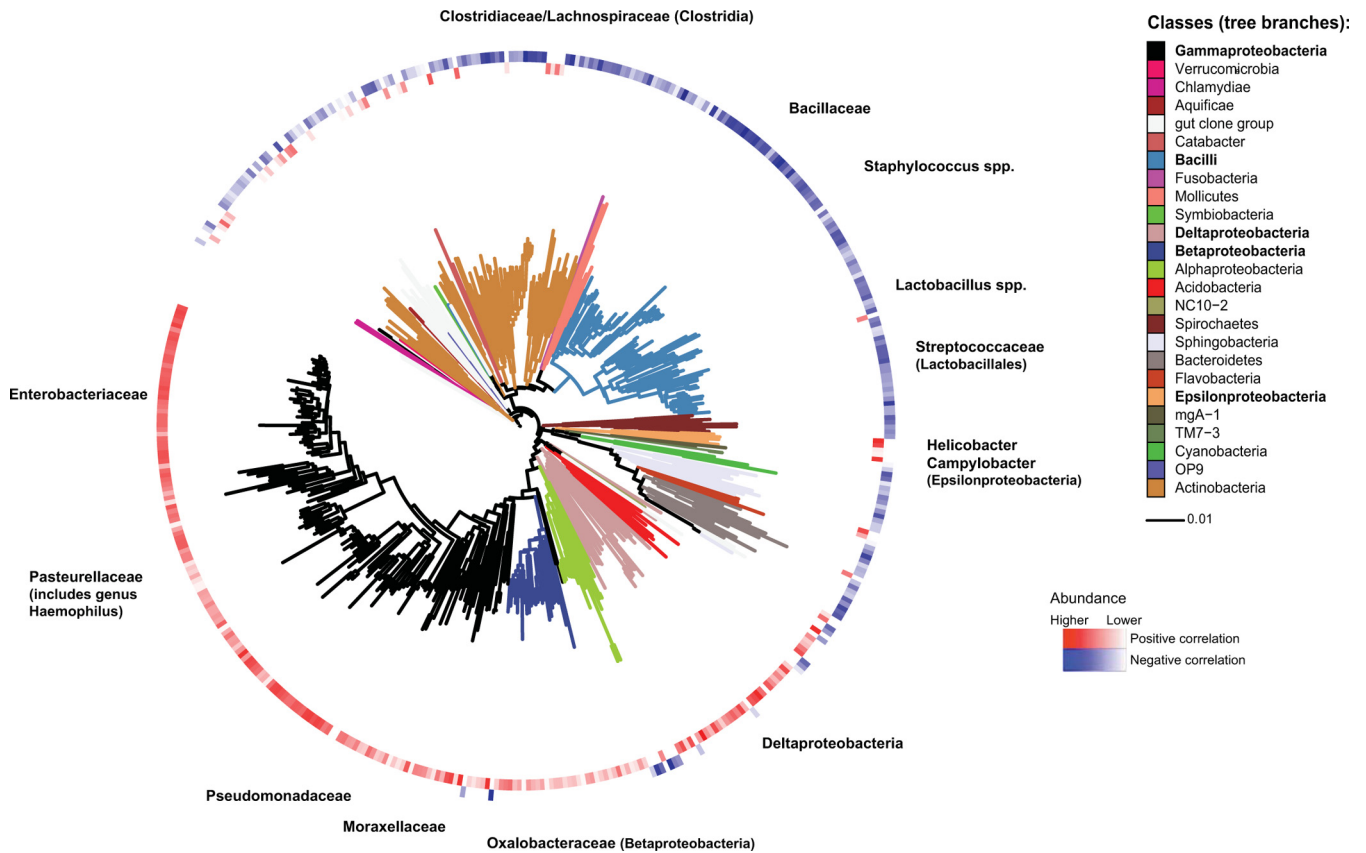 Clostridiaceae/Lachnospiraceae (Clostridia)
Bacillaceae
Staphylococcus spp.
Lactobacillus spp.
Streptococcaceae
(Lactobacillales)
Helicobacter
Campylobacter
(Epsilonproteobacteria)
Deltaproteobacteria
Oxalobacteraceae (Betaproteobacteria)
Moraxellaceae
Pseudomonadaceae
Pasteurellaceae
(includes genus
Haemophilus)
Enterobacteriaceae
Classes (tree branches):
Gammaproteobacteria
Verrucomicrobia
Chlamydiae
Aquificae
gut clone group
Catabacter
Bacilli
Fusobacteria
Mollicutes
Symbiobacteria
Deltaproteobacteria
Betaproteobacteria
Alphaproteobacteria
Acidobacteria
NC10−2
Spirochaetes
Sphingobacteria
Bacteroidetes
Flavobacteria
Epsilonproteobacteria
mgA−1
TM7−3
Cyanobacteria
OP9
Actinobacteria
0.01
Abundance
Higher Lower
Positive correlation
Negative correlation